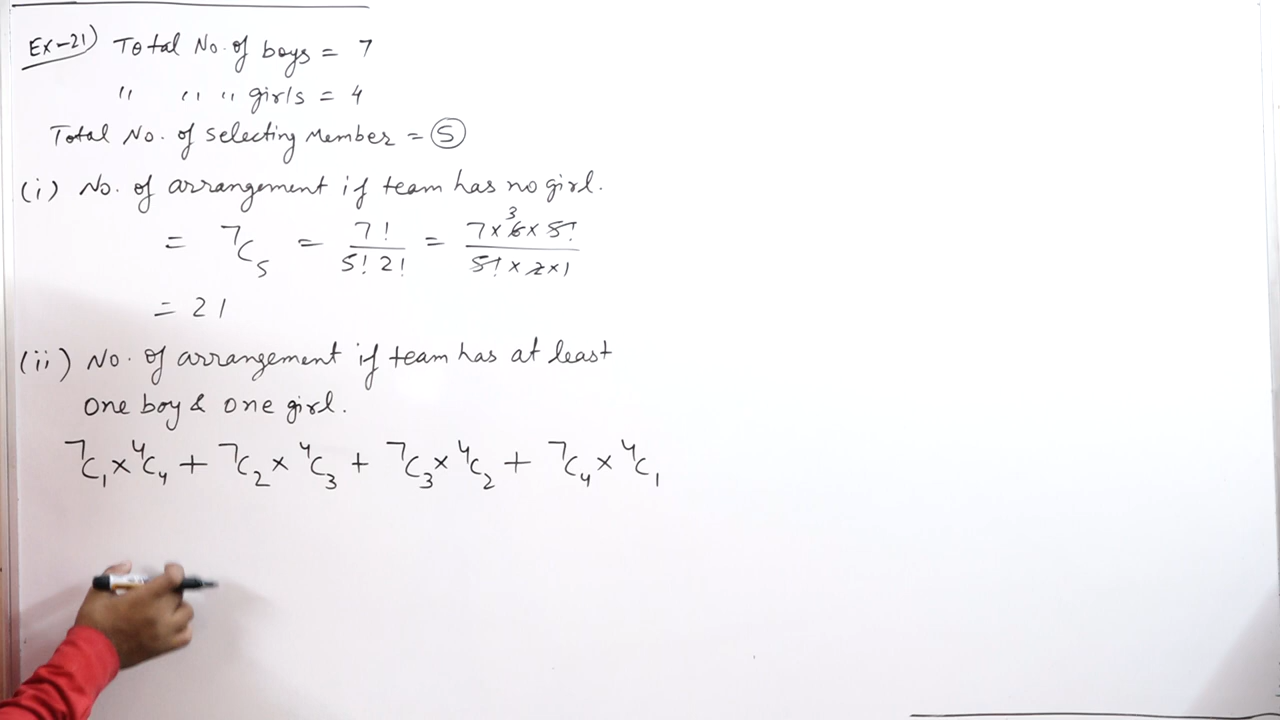 Ex-21) Total No. of boys = 7
" " " girls = 4
Total No. of selecting Member = 5
(i) No. of arrangement if team has no girl.
= ⁷C₅ = 7!/5! 2! = 7 × 6 × 5!/5! × 2 × 1 3
= 21
(ii) No. of arrangement if team has at least
One boy & One girl.
⁷C₁ × ⁴C₄ + ⁷C₂ × ⁴C₃ + ⁷C₃ × ⁴C₂ + ⁷C₄ × ⁴C₁